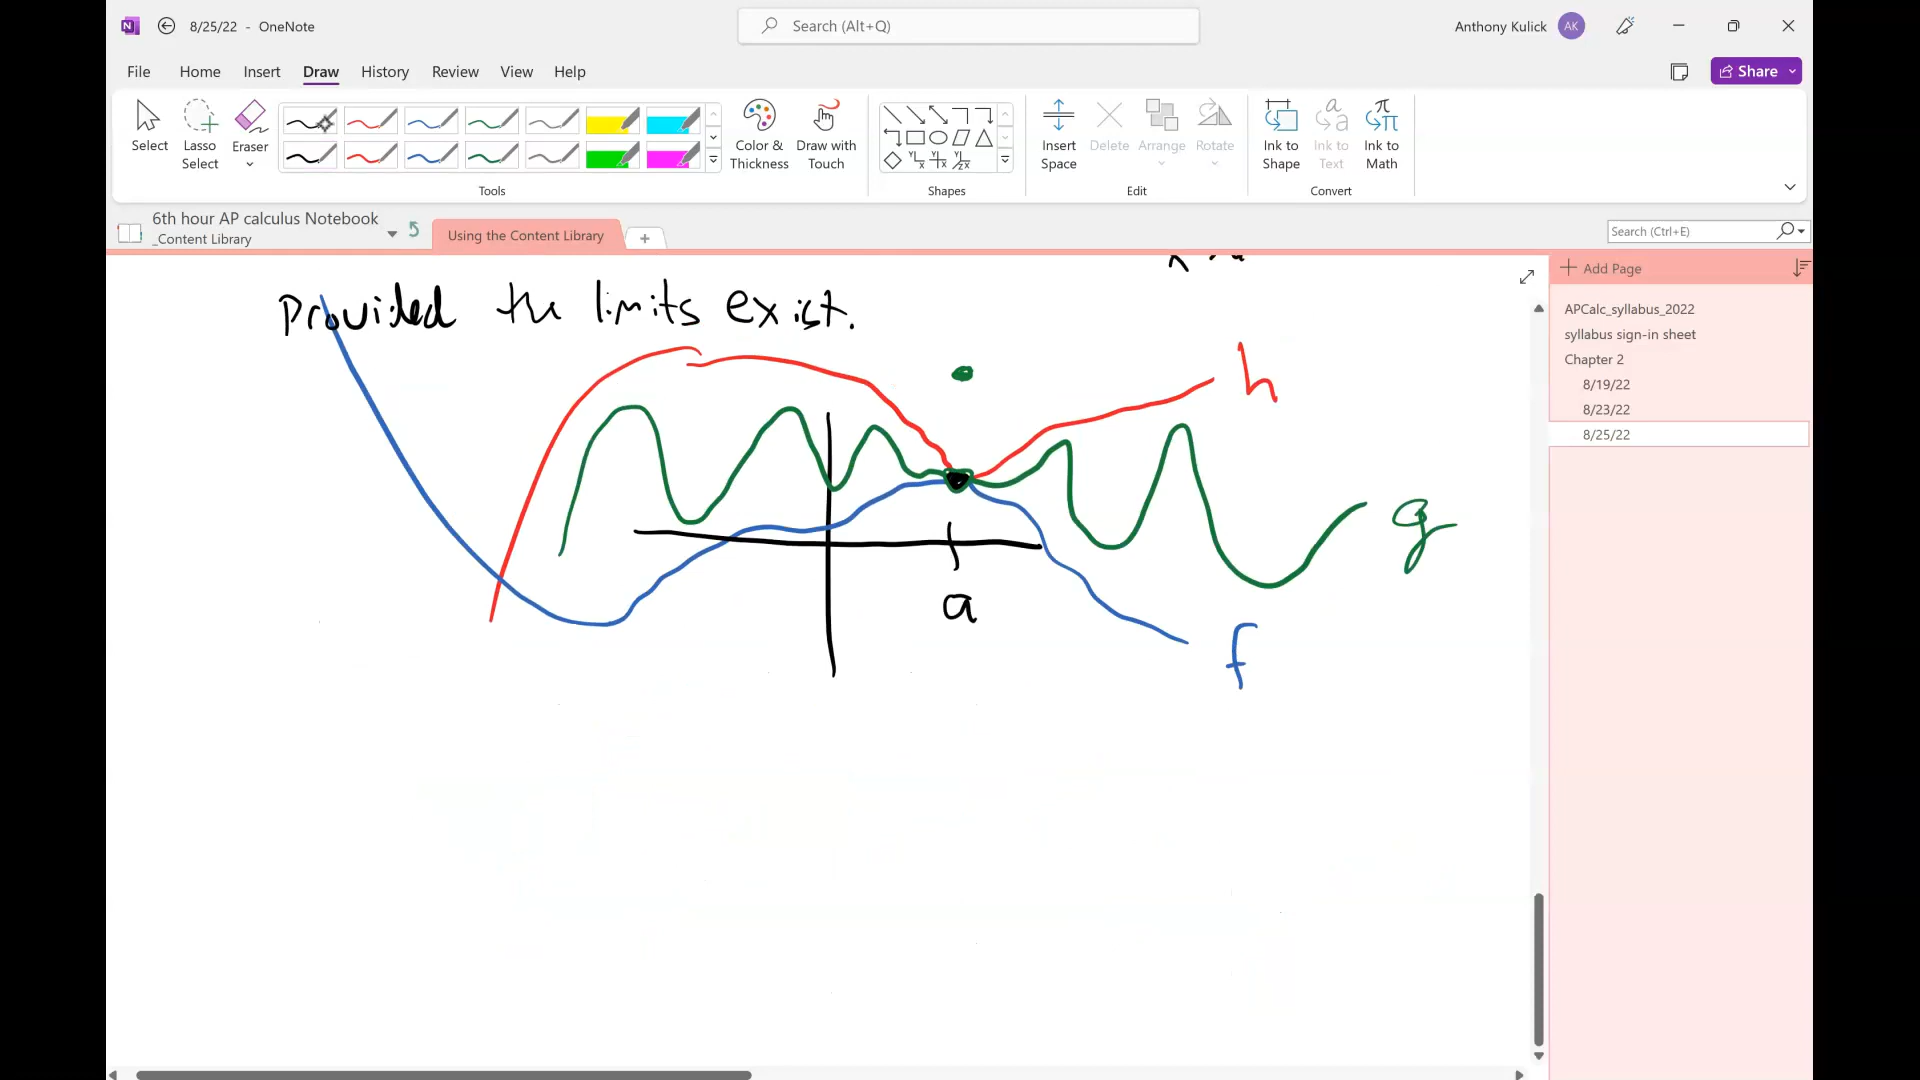 8/25/22 - OneNote
Search (Alt+Q)
Anthony Kulick AK
File Home Insert Draw History Review View Help
Share
Select
Lasso Select
Eraser
Color & Thickness
Draw with Touch
Insert Space
Delete
Arrange
Rotate
Ink to Shape
Ink to Text
Ink to Math
Tools
Shapes
Edit
Convert
6th hour AP calculus Notebook
_Content Library
Using the Content Library
Search (Ctrl+E)
Add Page
APCalc_syllabus_2022
syllabus sign-in sheet
Chapter 2
8/19/22
8/23/22
8/25/22
Provided the limits exist.
h
g
a
f